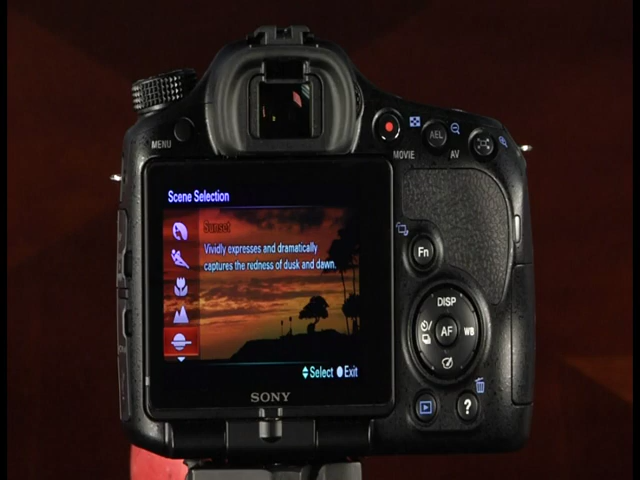 MENU
MOVIE
AEL
AV
Scene Selection
Sunset
Vividly expresses and dramatically
captures the redness of dusk and dawn.
Select Exit
SONY
Fn
DISP
AF
WB
?